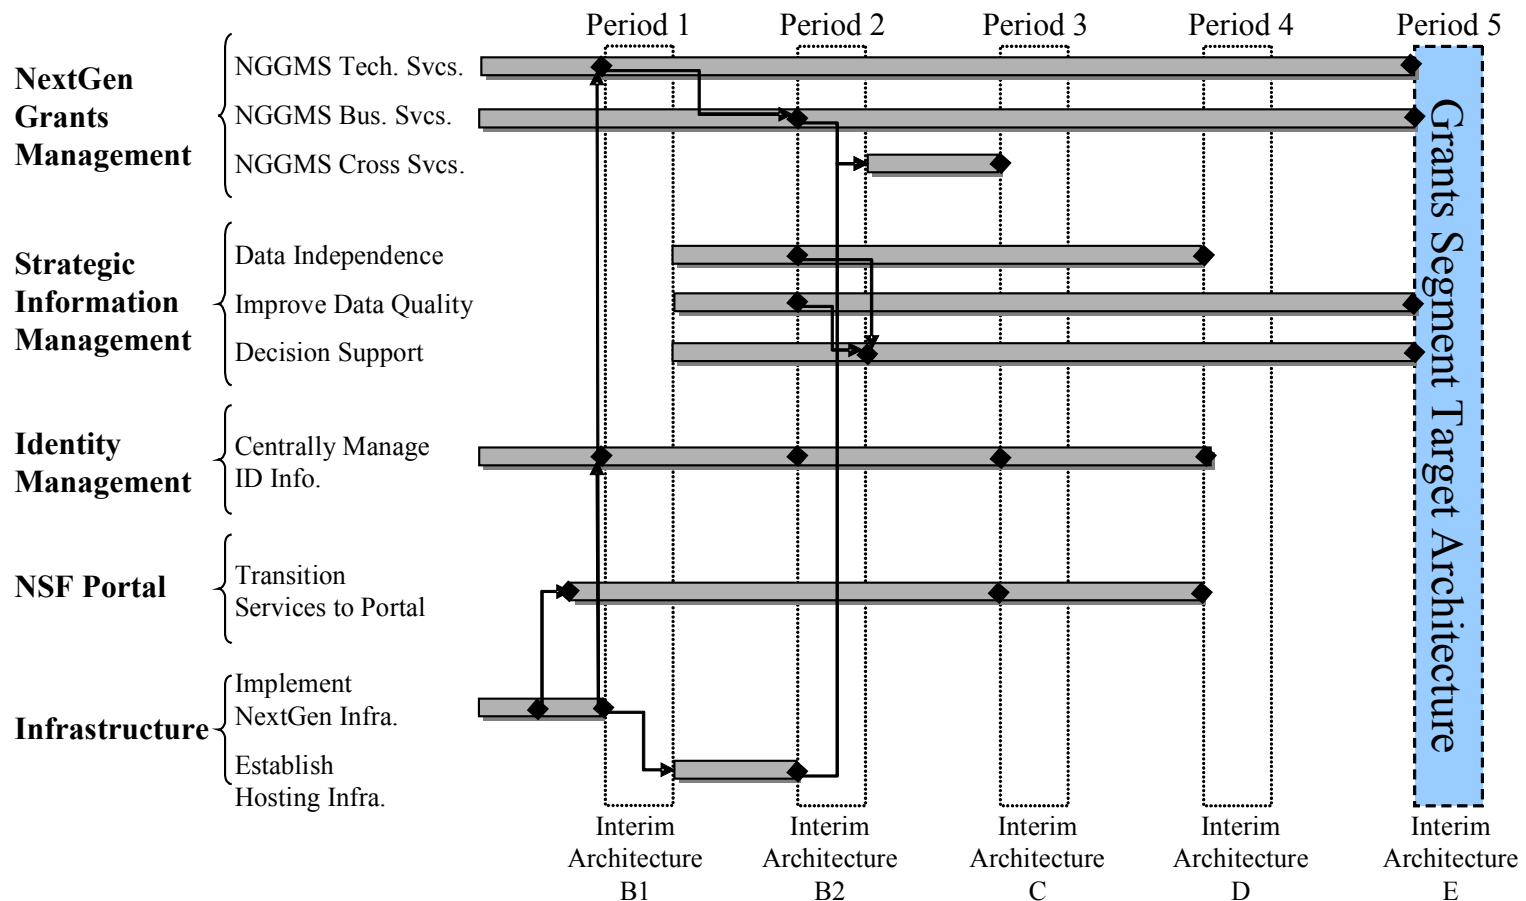 Period 1
Period 2
Period 3
Period 4
Period 5
NextGen
Grants
Management
NGGMS Tech. Svcs.
NGGMS Bus. Svcs.
NGGMS Cross Svcs.
Strategic
Information
Management
Data Independence
Improve Data Quality
Decision Support
Identity
Management
Centrally Manage
ID Info.
NSF Portal
Transition
Services to Portal
Infrastructure
Implement
NextGen Infra.
Establish
Hosting Infra.
Grants Segment Target Architecture
Interim
Architecture
B1
Interim
Architecture
B2
Interim
Architecture
C
Interim
Architecture
D
Interim
Architecture
E